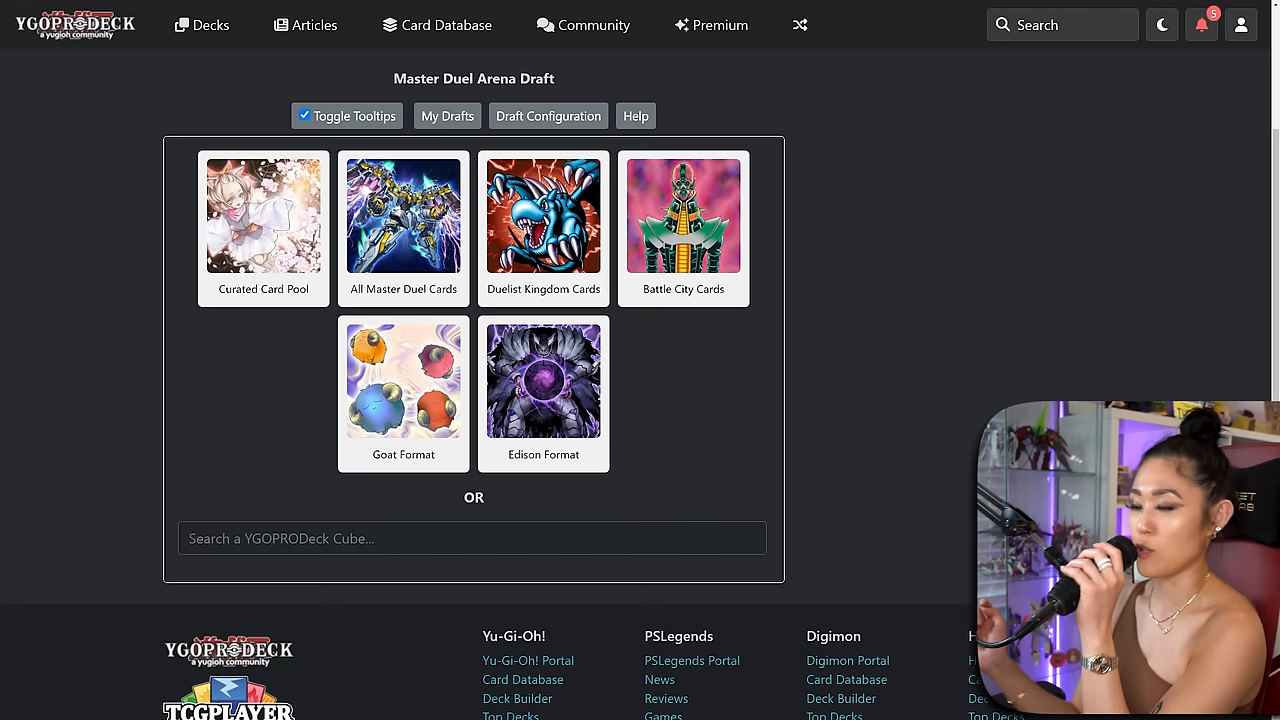 YGOPRODECK
a yugioh community
Decks
Articles
Card Database
Community
Premium
Search
5
Master Duel Arena Draft
Toggle Tooltips
My Drafts
Draft Configuration
Help
Curated Card Pool
All Master Duel Cards
Duelist Kingdom Cards
Battle City Cards
Goat Format
Edison Format
OR
Search a YGOPRODeck Cube...
YGOPRODECK
a yugioh community
TCGPLAYER
Yu-Gi-Oh!
Yu-Gi-Oh! Portal
Card Database
Deck Builder
Top Decks
PSLegends
PSLegends Portal
News
Reviews
Games
Digimon
Digimon Portal
Card Database
Deck Builder
Top Decks